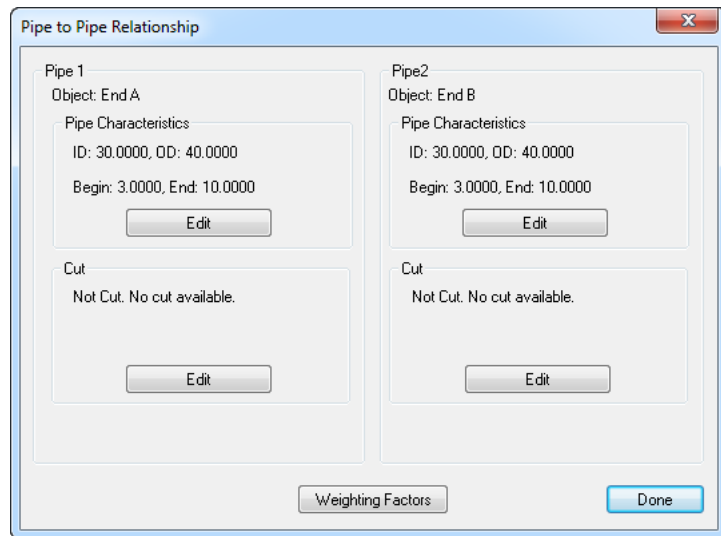 Pipe to Pipe Relationship
Pipe 1
Object: End A
Pipe Characteristics
ID: 30.0000, OD: 40.0000
Begin: 3.0000, End: 10.0000
Edit
Cut
Not Cut. No cut available.
Edit
Pipe2
Object: End B
Pipe Characteristics
ID: 30.0000, OD: 40.0000
Begin: 3.0000, End: 10.0000
Edit
Cut
Not Cut. No cut available.
Edit
Weighting Factors
Done